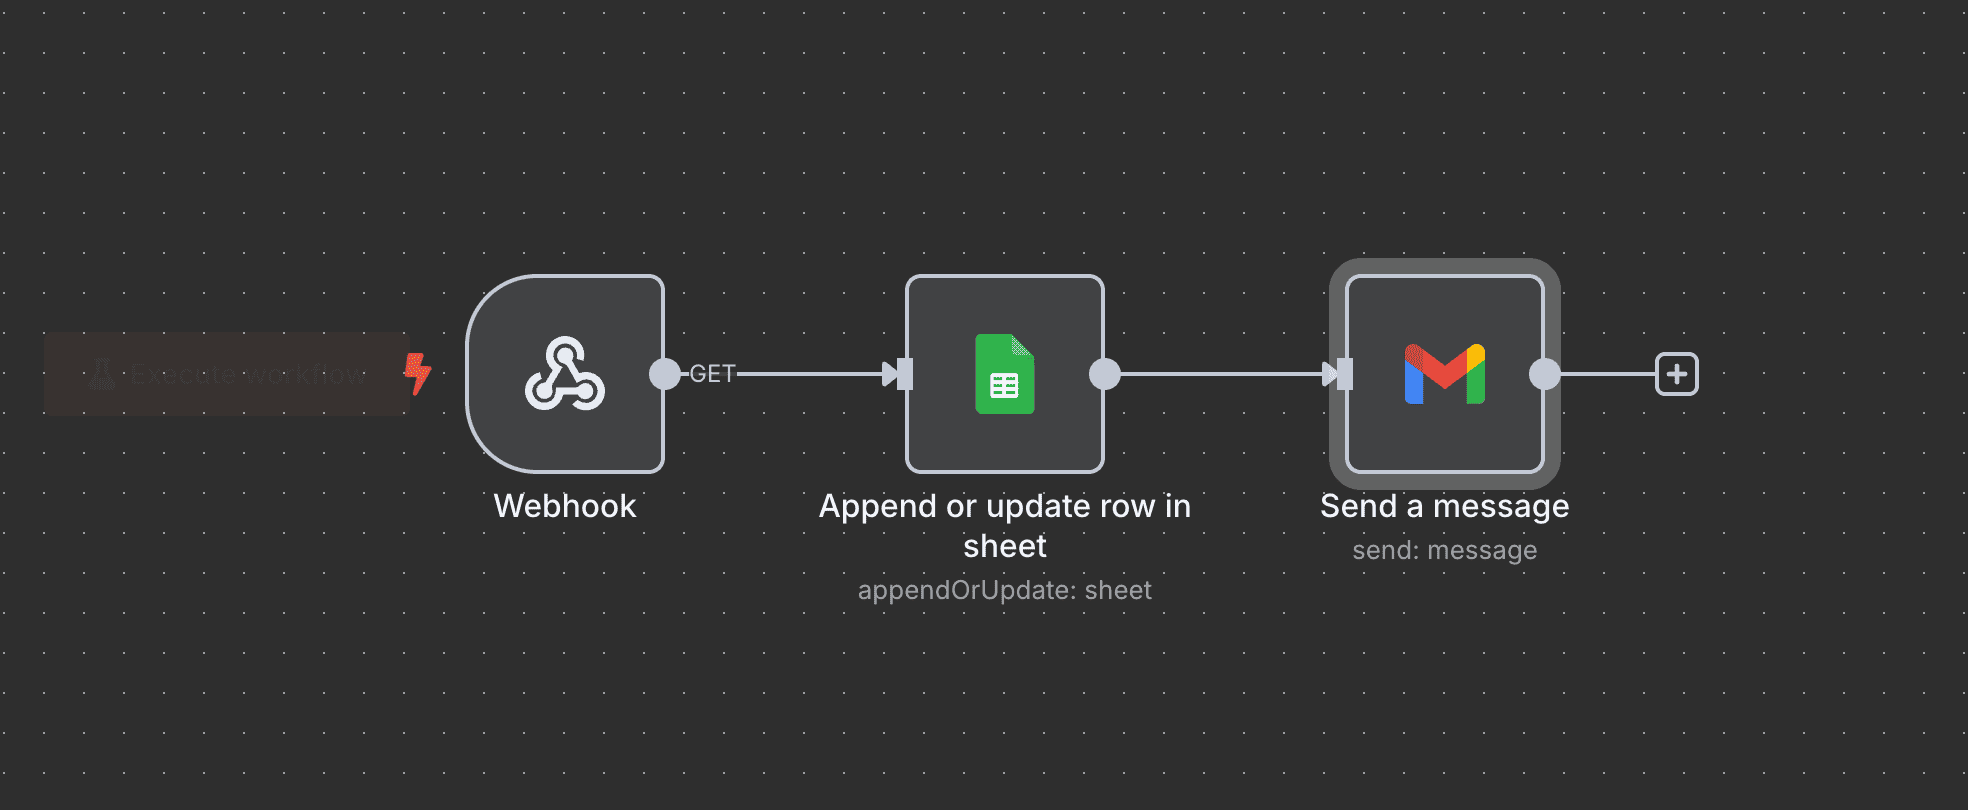 Execute workflow
GET
Webhook
Append or update row in
sheet
appendOrUpdate: sheet
Send a message
send: message